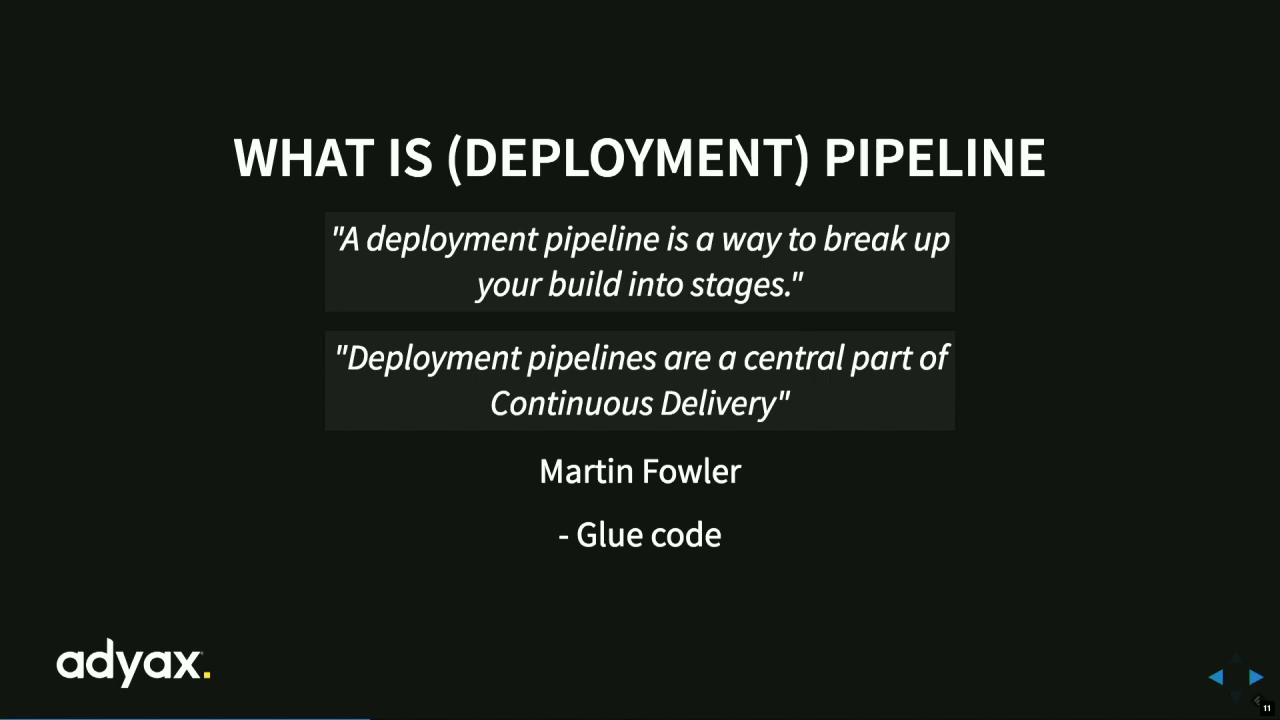 WHAT IS (DEPLOYMENT) PIPELINE
"A deployment pipeline is a way to break up
your build into stages."
"Deployment pipelines are a central part of
Continuous Delivery"
Martin Fowler
- Glue code
adyax.
11